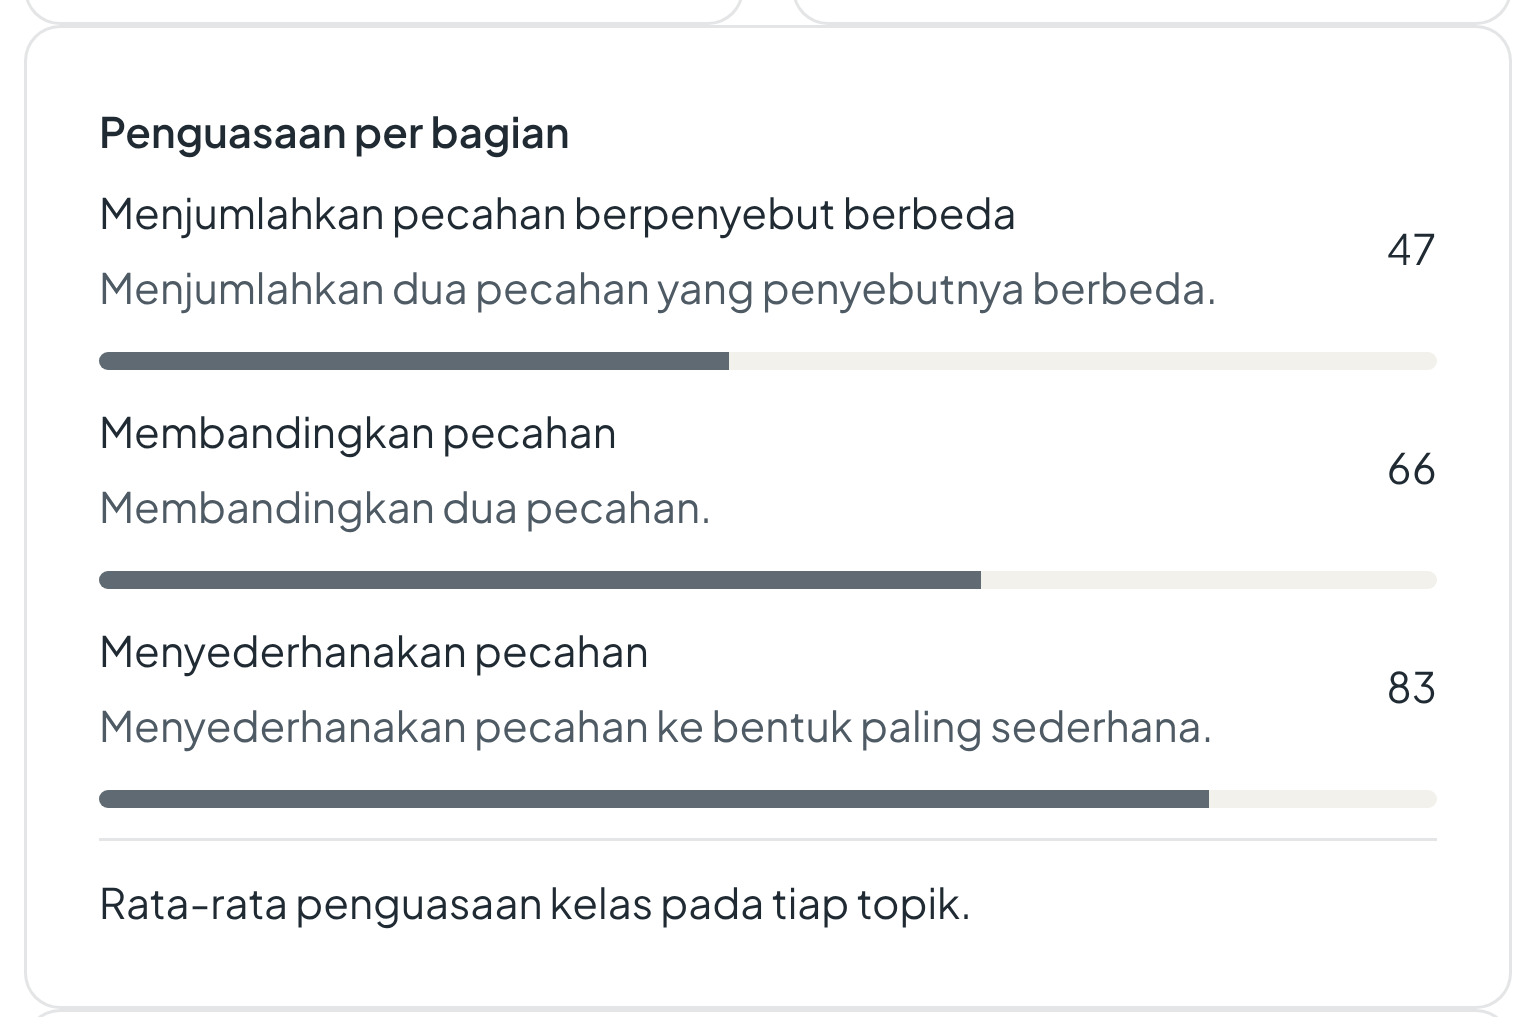 Penguasaan per bagian
Menjumlahkan pecahan berpenyebut berbeda
47
Menjumlahkan dua pecahan yang penyebutnya berbeda.
Membandingkan pecahan
66
Membandingkan dua pecahan.
Menyederhanakan pecahan
83
Menyederhanakan pecahan ke bentuk paling sederhana.
Rata-rata penguasaan kelas pada tiap topik.